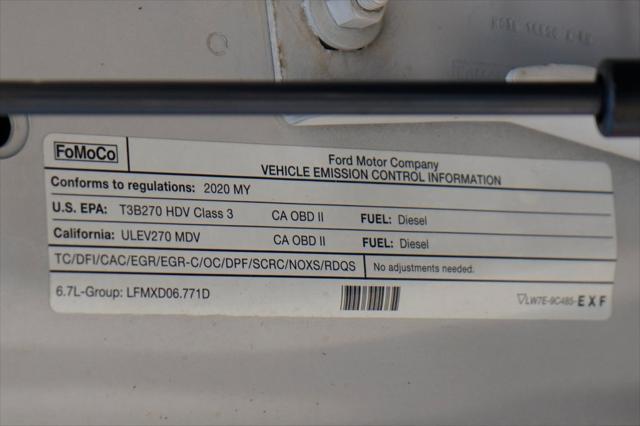 FoMoCo
Ford Motor Company
VEHICLE EMISSION CONTROL INFORMATION
Conforms to regulations: 2020 MY
U.S. EPA: T3B270 HDV Class 3 CA OBD II FUEL: Diesel
California: ULEV270 MDV CA OBD II FUEL: Diesel
TC/DFI/CAC/EGR/EGR-C/OC/DPF/SCRC/NOXS/RDQS No adjustments needed.
6.7L-Group: LFMXD06.771D
LW7E-9C485-EXF